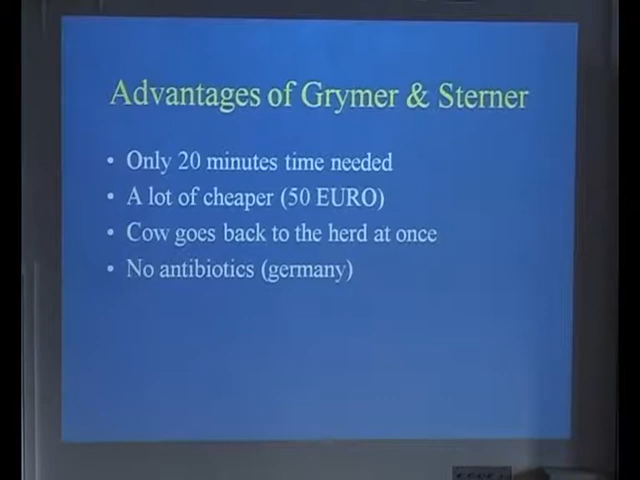 Advantages of Grymer & Sterner
• Only 20 minutes time needed
• A lot of cheaper (50 EURO)
• Cow goes back to the herd at once
• No antibiotics (germany)